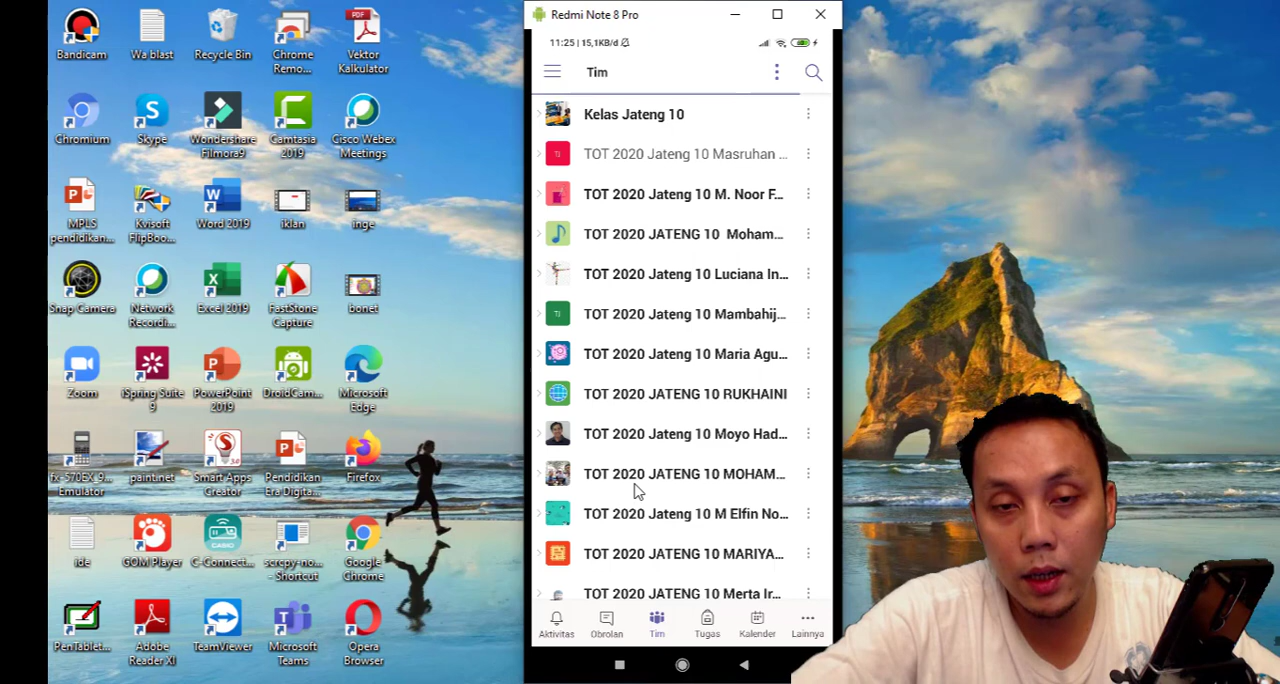 Bandicam
Wa blast
Recycle Bin
Chrome
Remo...
Vektor
Kalkulator
Chromium
Skype
Wondershare
Filmora9
Camtasia
2019
Cisco Webex
Meetings
MPLS
pendidikan...
Kvisoft
FlipBoo...
Word 2019
iklan
inge
Snap Camera
Network
Recordi...
Excel 2019
FastStone
Capture
bonet
Zoom
iSpring Suite
9
PowerPoint
2019
DroidCam...
Microsoft
Edge
fx-570EX_9...
Emulator
paintinet
Smart Apps
Creator
Pendidikan
Era Digita...
Firefox
ide
GOM Player
C-Connect...
scrcpy-no...
- Shortcut
Google
Chrome
PenTablet...
Adobe
Reader XI
TeamViewer
Microsoft
Teams
Opera
Browser
Redmi Note 8 Pro
11:25 | 15,1KB/d
Tim
Kelas Jateng 10
TOT 2020 Jateng 10 Masruhan ...
TOT 2020 Jateng 10 M. Noor F...
TOT 2020 JATENG 10 Moham...
TOT 2020 Jateng 10 Luciana In...
TOT 2020 Jateng 10 Mambahij...
TOT 2020 Jateng 10 Maria Agu...
TOT 2020 JATENG 10 RUKHAINI
TOT 2020 Jateng 10 Moyo Had...
TOT 2020 JATENG 10 MOHAM...
TOT 2020 Jateng 10 M Elfin No...
TOT 2020 JATENG 10 MARIYA...
TOT 2020 Jateng 10 Merta Ir...
Aktivitas
Obrolan
Tim
Tugas
Kalender
Lainnya